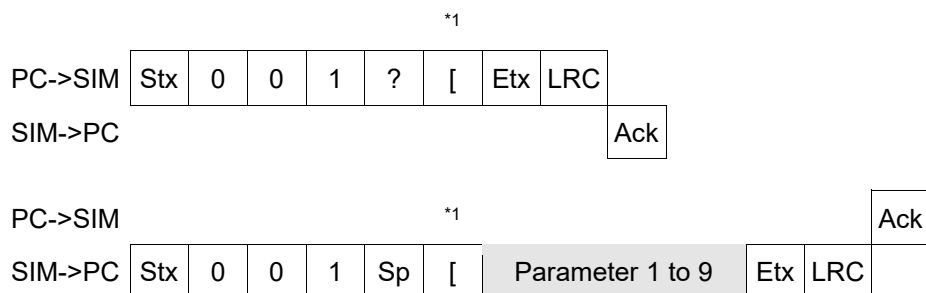 *1
PC->SIM Stx 0 0 1 ? [ Etx LRC
SIM->PC Ack
*1
PC->SIM Ack
SIM->PC Stx 0 0 1 Sp [ Parameter 1 to 9 Etx LRC